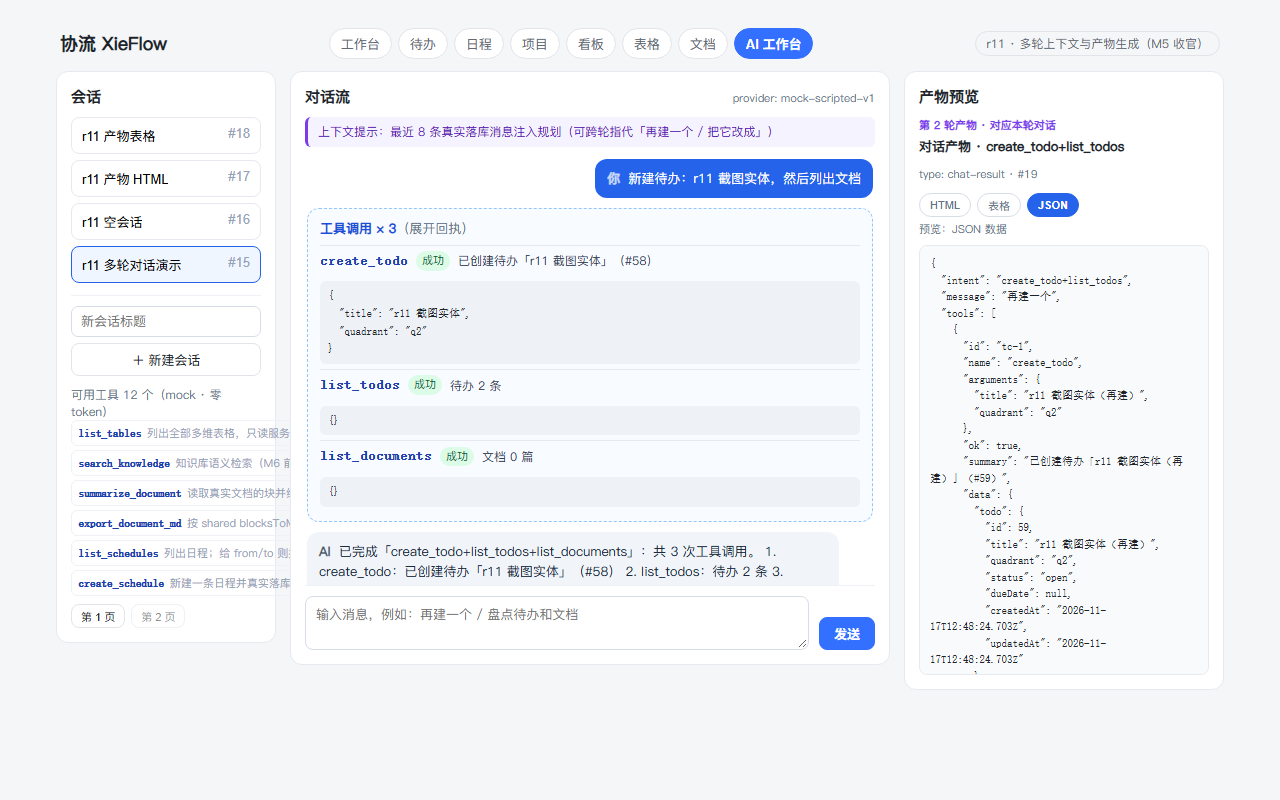 协流 XieFlow
工作台
待办
日程
项目
看板
表格
文档
AI 工作台
r11 · 多轮上下文与产物生成（M5 收官）
会话
r11 产物表格 #18
r11 产物 HTML #17
r11 空会话 #16
r11 多轮对话演示 #15
新会话标题
＋ 新建会话
可用工具 12 个（mock · 零
token）
list_tables 列出全部多维表格，只读服务
search_knowledge 知识库语义检索（M6 前
summarize_document 读取真实文档的块并
export_document_md 按 shared blocksToM
list_schedules 列出日程；给 from/to 则
create_schedule 新建一条日程并真实落库
第 1 页
第 2 页
对话流
provider: mock-scripted-v1
上下文提示：最近 8 条真实落库消息注入规划（可跨轮指代「再建一个 / 把它改成」）
你 新建待办：r11 截图实体，然后列出文档
工具调用 × 3（展开回执）
create_todo 成功 已创建待办「r11 截图实体」（#58）
{
"title": "r11 截图实体",
"quadrant": "q2"
}
list_todos 成功 待办 2 条
{}
list_documents 成功 文档 0 篇
{}
AI 已完成「create_todo+list_todos+list_documents」：共 3 次工具调用。 1.
create_todo：已创建待办「r11 截图实体」（#58） 2. list_todos：待办 2 条 3.
输入消息，例如：再建一个 / 盘点待办和文档
发送
产物预览
第 2 轮产物 · 对应本轮对话
对话产物 · create_todo+list_todos
type: chat-result · #19
HTML
表格
JSON
预览：JSON 数据
{
"intent": "create_todo+list_todos",
"message": "再建一个",
"tools": [
{
"id": "tc-1",
"name": "create_todo",
"arguments": {
"title": "r11 截图实体（再建）",
"quadrant": "q2"
},
"ok": true,
"summary": "已创建待办「r11 截图实体（再
建）」（#59）",
"data": {
"todo": {
"id": 59,
"title": "r11 截图实体（再建）",
"quadrant": "q2",
"status": "open",
"dueDate": null,
"createdAt": "2026-11-
17T12:48:24.703Z",
"updatedAt": "2026-11-
17T12:48:24.703Z"